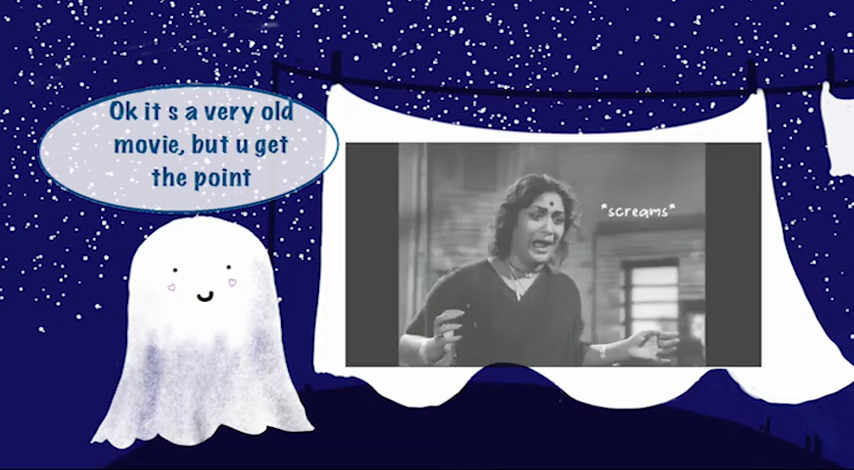 Ok it s a very old
movie, but u get
the point
*screams*